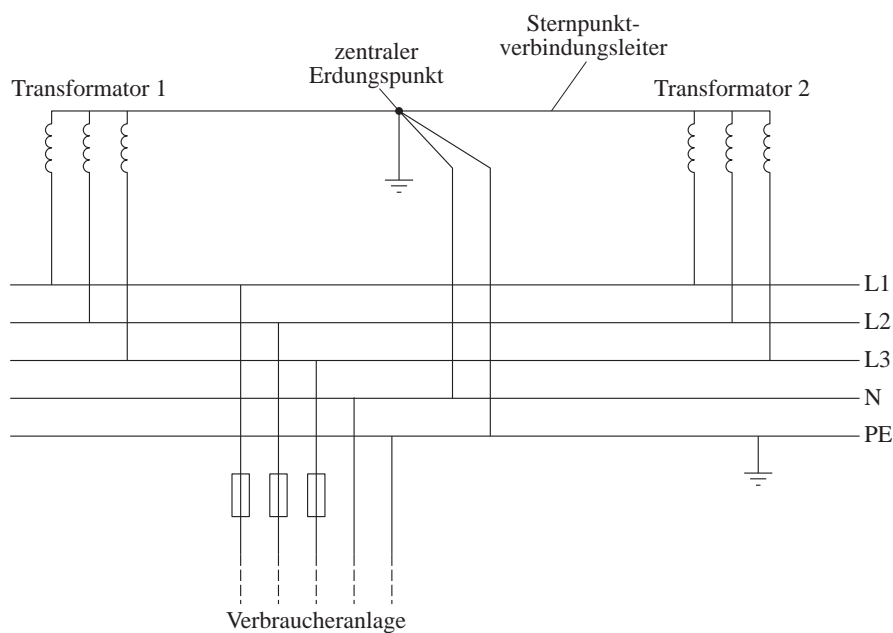 Sternpunkt-
verbindungsleiter
zentraler
Erdungspunkt
Transformator 1
Transformator 2
L1
L2
L3
N
PE
Verbraucheranlage